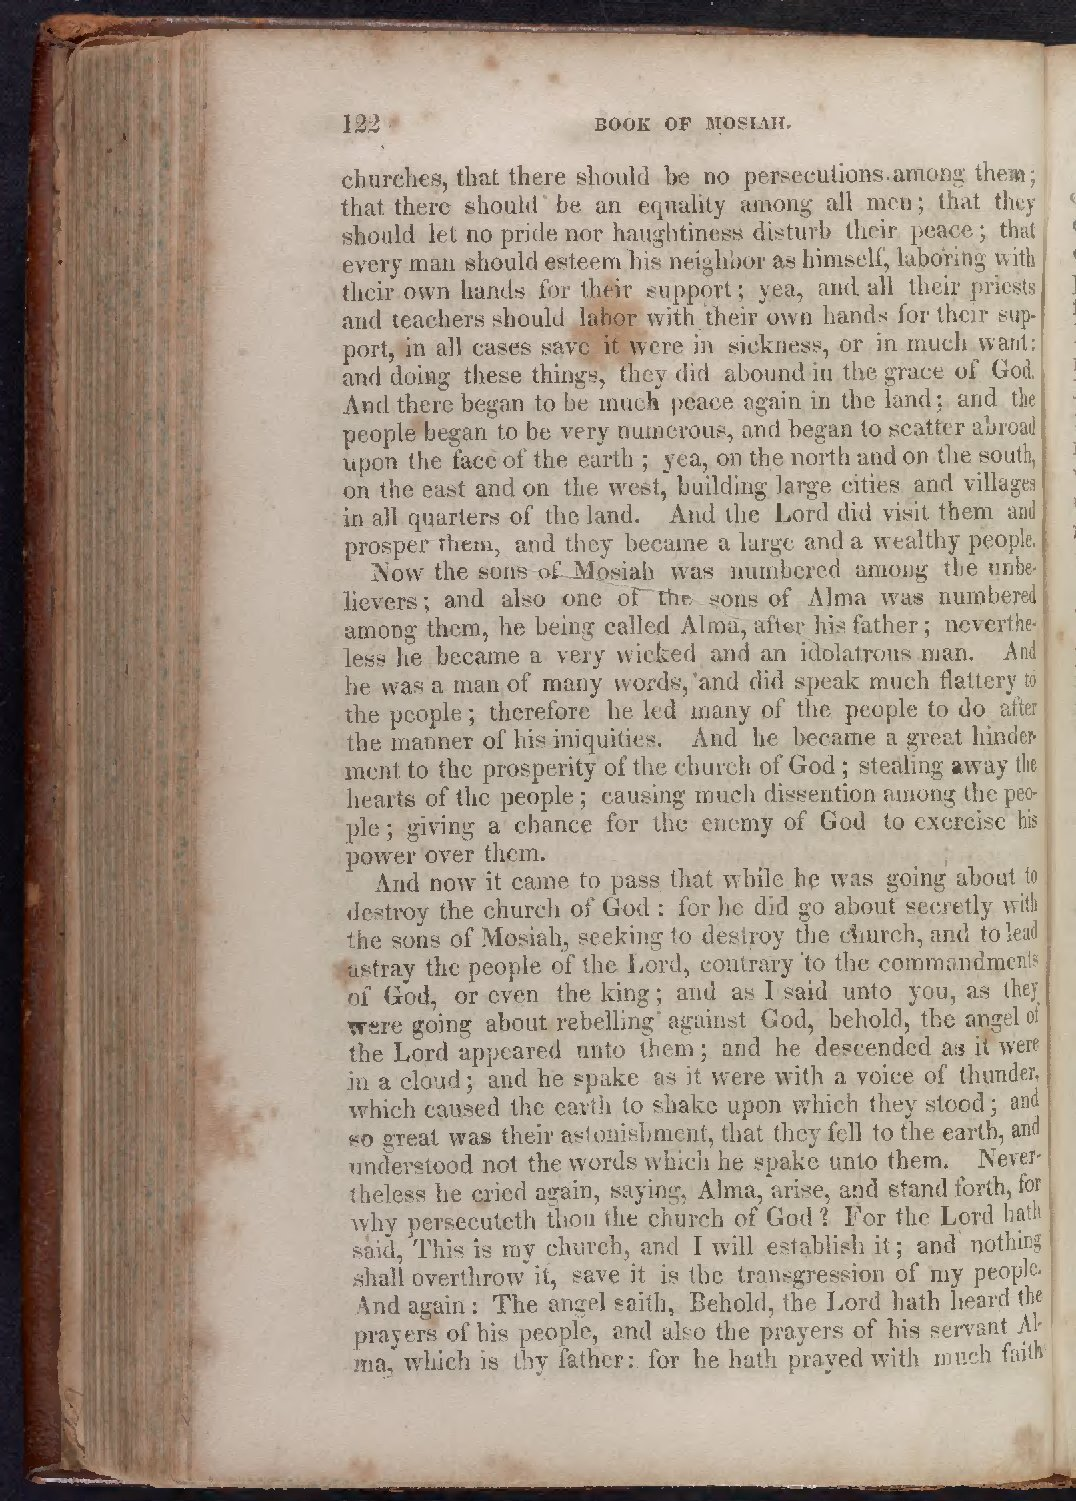 122 BOOK OF MOSIAH.
churches, that there should be no persecutions among them;
that there should be an equality among all men; that they
should let no pride nor haughtiness disturb their peace; that
every man should esteem his neighbor as himself, laboring with
their own hands for their support; yea, and all their priests
and teachers should labor with their own hands for their sup-
port, in all cases save it were in sickness, or in much want;
and doing these things, they did abound in the grace of God.
And there began to be much peace again in the land; and the
people began to be very numerous, and began to scatter abroad
upon the face of the earth; yea, on the north and on the south,
on the east and on the west, building large cities and villages
in all quarters of the land. And the Lord did visit them and
prosper them, and they became a large and a wealthy people.
Now the sons of Mosiah was numbered among the unbe-
lievers; and also one of the sons of Alma was numbered
among them, he being called Alma, after his father; neverthe-
less he became a very wicked and an idolatrous man. And
he was a man of many words, and did speak much flattery to
the people; therefore he led many of the people to do after
the manner of his iniquities. And he became a great hinder-
ment to the prosperity of the church of God; stealing away the
hearts of the people; causing much dissention among the peo-
ple; giving a chance for the enemy of God to exercise his
power over them.
And now it came to pass that while he was going about to
destroy the church of God: for he did go about secretly with
the sons of Mosiah, seeking to destroy the church, and to lead
astray the people of the Lord, contrary to the commandments
of God, or even the king; and as I said unto you, as they
were going about rebelling against God, behold, the angel of
the Lord appeared unto them; and he descended as it were
in a cloud; and he spake as it were with a voice of thunder,
which caused the earth to shake upon which they stood; and
so great was their astonishment, that they fell to the earth, and
understood not the words which he spake unto them. Never-
theless he cried again, saying, Alma, arise, and stand forth, for
why persecuteth thou the church of God? For the Lord hath
said, This is my church, and I will establish it; and nothing
shall overthrow it, save it is the transgression of my people.
And again: The angel saith, Behold, the Lord hath heard the
prayers of his people, and also the prayers of his servant Al-
ma, which is thy father: for he hath prayed with much faith